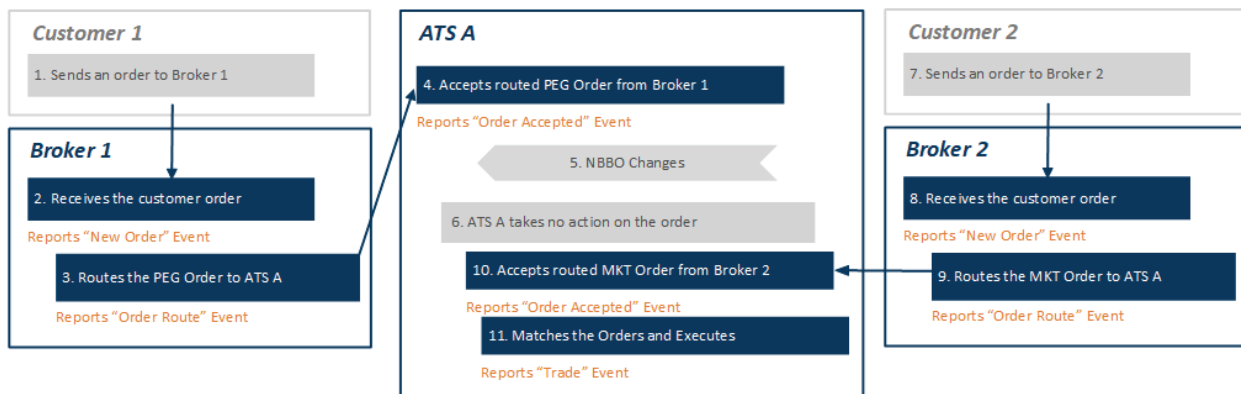 Customer 1
1. Sends an order to Broker 1
Broker 1
2. Receives the customer order
Reports "New Order" Event
3. Routes the PEG Order to ATS A
Reports "Order Route" Event
ATS A
4. Accepts routed PEG Order from Broker 1
Reports "Order Accepted" Event
5. NBBO Changes
6. ATS A takes no action on the order
10. Accepts routed MKT Order from Broker 2
Reports "Order Accepted" Event
11. Matches the Orders and Executes
Reports "Trade" Event
Customer 2
7. Sends an order to Broker 2
Broker 2
8. Receives the customer order
Reports "New Order" Event
9. Routes the MKT Order to ATS A
Reports "Order Route" Event